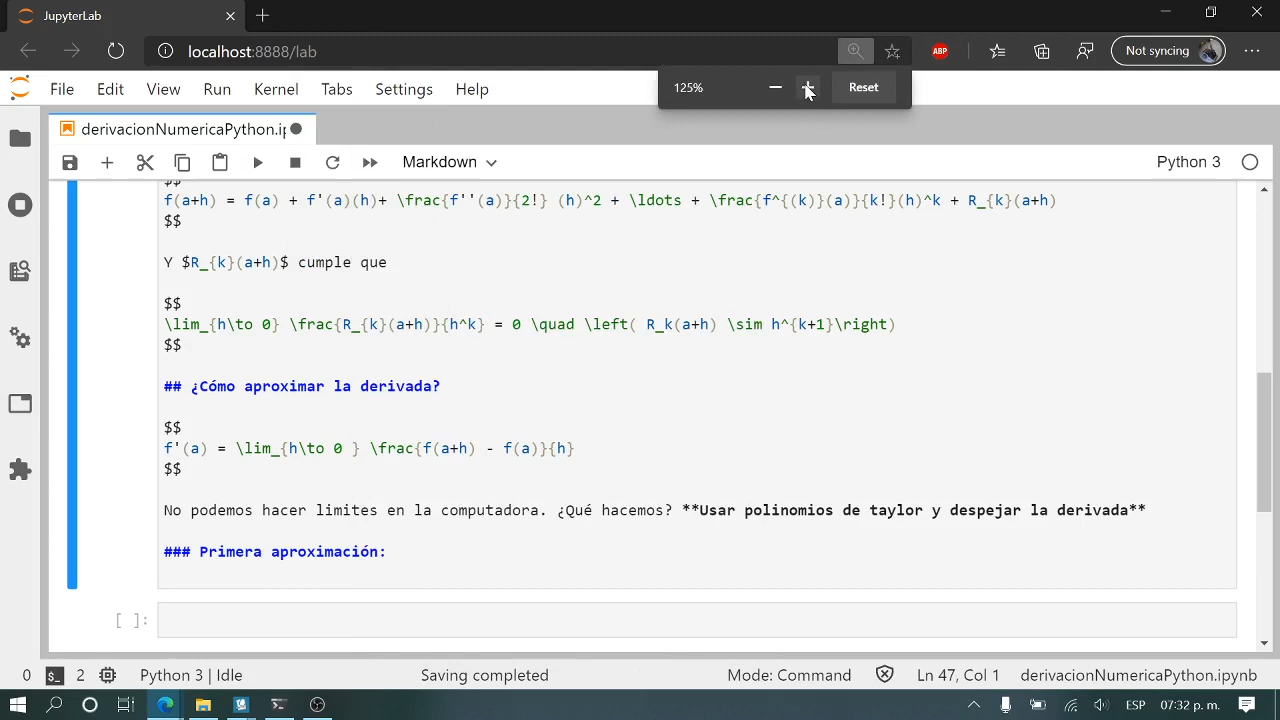 JupyterLab
localhost:8888/lab
ABP
Not syncing
125%
Reset
File Edit View Run Kernel Tabs Settings Help
derivacionNumericaPython.ip
Markdown
Python 3
$$
f(a+h) = f(a) + f'(a)(h)+ \frac{f''(a)}{2!} (h)^2 + \ldots + \frac{f^{(k)}(a)}{k!}(h)^k + R_{k}(a+h)
$$
Y $R_{k}(a+h)$ cumple que
$$
\lim_{h\to 0} \frac{R_{k}(a+h)}{h^k} = 0 \quad \left( R_k(a+h) \sim h^{k+1}\right)
$$
## ¿Cómo aproximar la derivada?
$$
f'(a) = \lim_{h\to 0 } \frac{f(a+h) - f(a)}{h}
$$
No podemos hacer limites en la computadora. ¿Qué hacemos? **Usar polinomios de taylor y despejar la derivada**
### Primera aproximación:
[ ]:
0 2 Python 3 | Idle Saving completed Mode: Command Ln 47, Col 1 derivacionNumericaPython.ipynb
ESP 07:32 p. m.